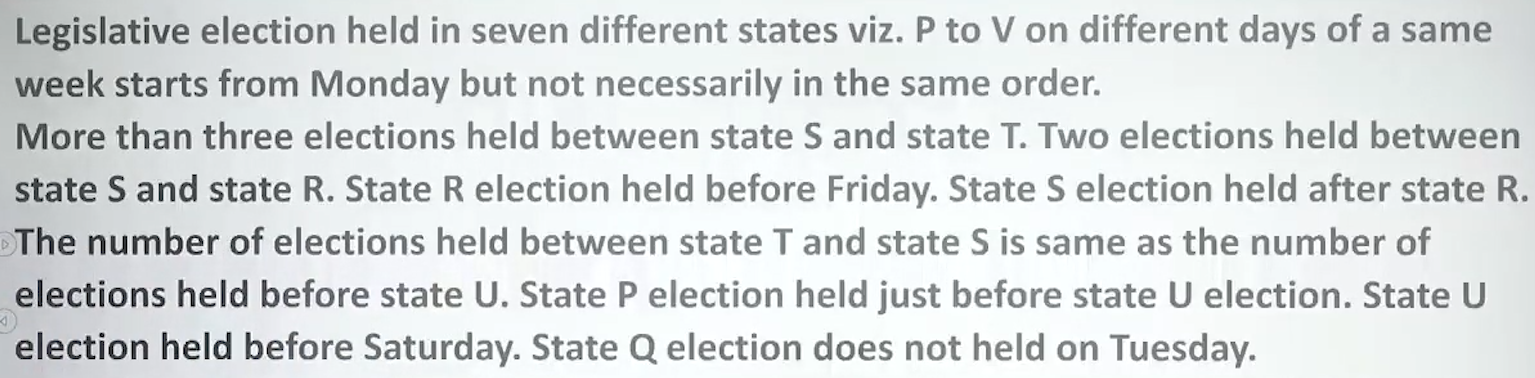 Legislative election held in seven different states viz. P to V on different days of a same
week starts from Monday but not necessarily in the same order.
More than three elections held between state S and state T. Two elections held between
state S and state R. State R election held before Friday. State S election held after state R.
The number of elections held between state T and state S is same as the number of
elections held before state U. State P election held just before state U election. State U
election held before Saturday. State Q election does not held on Tuesday.